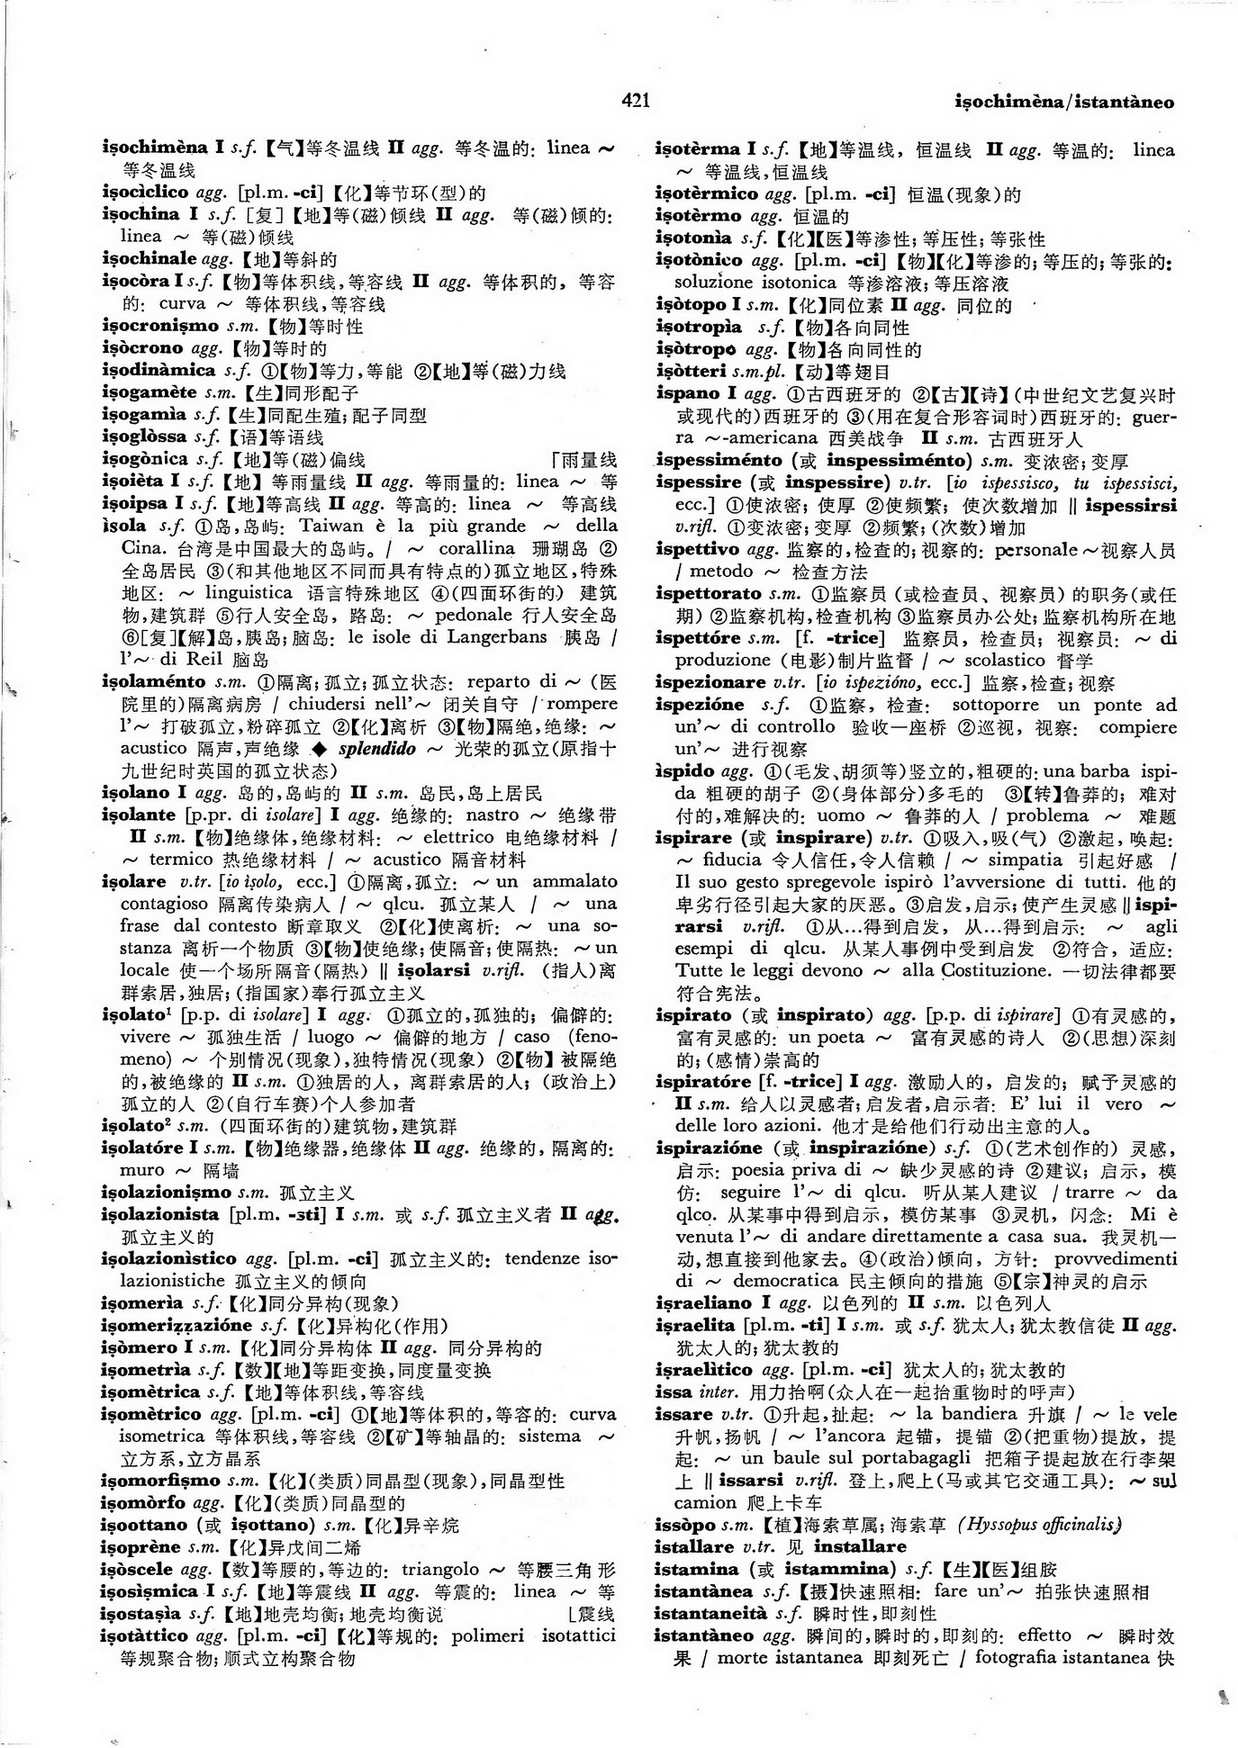 421
iṣochimèna/istantàneo
iṣochimèna I s.f. 【气】等冬温线 II agg. 等冬温的: linea ~
等冬温线
iṣocìclico agg. [pl.m. -ci]【化】等节环(型)的
iṣochina I s.f. [复]【地】等(磁)倾线 II agg. 等(磁)倾的:
linea ~ 等(磁)倾线
iṣochinale agg. 【地】等斜的
iṣocòra I s.f. 【物】等体积线,等容线 II agg. 等体积的, 等容
的: curva ~ 等体积线,等容线
iṣocroniṣmo s.m. 【物】等时性
iṣòcrono agg. 【物】等时的
iṣodinàmica s.f. ①【物】等力,等能 ②【地】等(磁)力线
iṣogamète s.m. 【生】同形配子
iṣogamìa s.f. 【生】同配生殖;配子同型
iṣoglòssa s.f. 【语】等语线
iṣogònica s.f. 【地】等(磁)偏线 「雨量线
iṣoièta I s.f. 【地】等雨量线 II agg. 等雨量的: linea ~ 等
iṣoipsa I s.f. 【地】等高线 II agg. 等高的: linea ~ 等高线
ìṣola s.f. ①岛,岛屿: Taiwan è la più grande ~ della
Cina. 台湾是中国最大的岛屿。/ ~ corallina 珊瑚岛 ②
全岛居民 ③(和其他地区不同而具有特点的)孤立地区,特殊
地区: ~ linguistica 语言特殊地区 ④(四面环街的) 建筑
物,建筑群 ⑤行人安全岛, 路岛: ~ pedonale 行人安全岛
⑥[复]【解】岛,胰岛;脑岛: le isole di Langerbans 胰岛 /
l'~ di Reil 脑岛
iṣolaménto s.m. ①隔离;孤立;孤立状态: reparto di ~ (医
院里的)隔离病房 / chiudersi nell'~ 闭关自守 / rompere
l'~ 打破孤立,粉碎孤立 ②【化】离析 ③【物】隔绝,绝缘: ~
acustico 隔声,声绝缘 ◆ splendido ~ 光荣的孤立(原指十
九世纪时英国的孤立状态)
iṣolano I agg. 岛的,岛屿的 II s.m. 岛民,岛上居民
iṣolante [p.pr. di isolare] I agg. 绝缘的: nastro ~ 绝缘带
II s.m. 【物】绝缘体,绝缘材料: ~ elettrico 电绝缘材料 /
~ termico 热绝缘材料 / ~ acustico 隔音材料
iṣolare v.tr. [io ìṣolo, ecc.] ①隔离,孤立: ~ un ammalato
contagioso 隔离传染病人 / ~ qlcu. 孤立某人 / ~ una
frase dal contesto 断章取义 ②【化】使离析: ~ una so-
stanza 离析一个物质 ③【物】使绝缘;使隔音;使隔热: ~ un
locale 使一个场所隔音(隔热) ‖ iṣolarsi v.rifl. (指人)离
群索居,独居;(指国家)奉行孤立主义
iṣolato¹ [p.p. di isolare] I agg. ①孤立的,孤独的; 偏僻的:
vivere ~ 孤独生活 / luogo ~ 偏僻的地方 / caso (feno-
meno) ~ 个别情况(现象),独特情况(现象) ②【物】被隔绝
的,被绝缘的 II s.m. ①独居的人, 离群索居的人; (政治上)
孤立的人 ②(自行车赛)个人参加者
iṣolato² s.m. (四面环街的)建筑物,建筑群
iṣolatóre I s.m. 【物】绝缘器,绝缘体 II agg. 绝缘的, 隔离的:
muro ~ 隔墙
iṣolazioniṣmo s.m. 孤立主义
iṣolazionista [pl.m. -sti] I s.m. 或 s.f. 孤立主义者 II agg.
孤立主义的
iṣolazionìstico agg. [pl.m. -ci] 孤立主义的: tendenze iso-
lazionistiche 孤立主义的倾向
iṣomerìa s.f. 【化】同分异构(现象)
iṣomeriẓẓazióne s.f. 【化】异构化(作用)
iṣòmero I s.m. 【化】同分异构体 II agg. 同分异构的
iṣometrìa s.f. 【数】【地】等距变换,同度量变换
iṣomètrica s.f. 【地】等体积线,等容线
iṣomètrico agg. [pl.m. -ci] ①【地】等体积的,等容的: curva
isometrica 等体积线,等容线 ②【矿】等轴晶的: sistema ~
立方系,立方晶系
iṣomorfiṣmo s.m. 【化】(类质)同晶型(现象),同晶型性
iṣomòrfo agg. 【化】(类质)同晶型的
iṣoottano (或 iṣottano) s.m. 【化】异辛烷
iṣoprène s.m. 【化】异戊间二烯
iṣòscele agg. 【数】等腰的,等边的: triangolo ~ 等腰三角形
iṣosìṣmica I s.f. 【地】等震线 II agg. 等震的: linea ~ 等
iṣostaṣìa s.f. 【地】地壳均衡;地壳均衡说 ⌊震线
iṣotàttico agg. [pl.m. -ci] 【化】等规的: polimeri isotattici
等规聚合物;顺式立构聚合物
iṣotèrma I s.f. 【地】等温线, 恒温线 II agg. 等温的: linea
~ 等温线,恒温线
iṣotèrmico agg. [pl.m. -ci] 恒温(现象)的
iṣotèrmo agg. 恒温的
iṣotonìa s.f. 【化】【医】等渗性;等压性;等张性
iṣotònico agg. [pl.m. -ci] 【物】【化】等渗的;等压的;等张的:
soluzione isotonica 等渗溶液;等压溶液
iṣòtopo I s.m. 【化】同位素 II agg. 同位的
iṣotropìa s.f. 【物】各向同性
iṣòtropo agg. 【物】各向同性的
iṣòtteri s.m.pl. 【动】等翅目
ispano I agg. ①古西班牙的 ②【古】【诗】(中世纪文艺复兴时
或现代的)西班牙的 ③(用在复合形容词时)西班牙的: guer-
ra ~-americana 西美战争 II s.m. 古西班牙人
ispessiménto (或 inspessiménto) s.m. 变浓密;变厚
ispessire (或 inspessire) v.tr. [io ispessisco, tu ispessisci,
ecc.] ①使浓密; 使厚 ②使频繁; 使次数增加 ‖ ispessirsi
v.rifl. ①变浓密;变厚 ②频繁;(次数)增加
ispettivo agg. 监察的,检查的;视察的: personale ~ 视察人员
/ metodo ~ 检查方法
ispettorato s.m. ①监察员 (或检查员、视察员) 的职务(或任
期) ②监察机构,检查机构 ③监察员办公处;监察机构所在地
ispettóre s.m. [f. -trice] 监察员, 检查员; 视察员: ~ di
produzione (电影)制片监督 / ~ scolastico 督学
ispezionare v.tr. [io ispezióno, ecc.] 监察,检查;视察
ispezióne s.f. ①监察, 检查: sottoporre un ponte ad
un'~ di controllo 验收一座桥 ②巡视, 视察: compiere
un'~ 进行视察
ìspido agg. ①(毛发、胡须等)竖立的,粗硬的: una barba ispi-
da 粗硬的胡子 ②(身体部分)多毛的 ③【转】鲁莽的; 难对
付的,难解决的: uomo ~ 鲁莽的人 / problema ~ 难题
ispirare (或 inspirare) v.tr. ①吸入,吸(气) ②激起, 唤起:
~ fiducia 令人信任,令人信赖 / ~ simpatia 引起好感 /
Il suo gesto spregevole ispirò l'avversione di tutti. 他的
卑劣行径引起大家的厌恶。③启发,启示;使产生灵感 ‖ ispi-
rarsi v.rifl. ①从…得到启发, 从…得到启示: ~ agli
esempi di qlcu. 从某人事例中受到启发 ②符合, 适应:
Tutte le leggi devono ~ alla Costituzione. 一切法律都要
符合宪法。
ispirato (或 inspirato) agg. [p.p. di ispirare] ①有灵感的,
富有灵感的: un poeta ~ 富有灵感的诗人 ②(思想)深刻
的;(感情)崇高的
ispiratóre [f. -trice] I agg. 激励人的, 启发的; 赋予灵感的
II s.m. 给人以灵感者;启发者,启示者: E' lui il vero ~
delle loro azioni. 他才是给他们行动出主意的人。
ispirazióne (或 inspirazióne) s.f. ①(艺术创作的) 灵感,
启示: poesia priva di ~ 缺少灵感的诗 ②建议; 启示, 模
仿: seguire l'~ di qlcu. 听从某人建议 / trarre ~ da
qlco. 从某事中得到启示, 模仿某事 ③灵机, 闪念: Mi è
venuta l'~ di andare direttamente a casa sua. 我灵机一
动,想直接到他家去。④(政治)倾向, 方针: provvedimenti
di ~ democratica 民主倾向的措施 ⑤【宗】神灵的启示
iṣraeliano I agg. 以色列的 II s.m. 以色列人
iṣraelita [pl.m. -ti] I s.m. 或 s.f. 犹太人;犹太教信徒 II agg.
犹太人的;犹太教的
iṣraelìtico agg. [pl.m. -ci] 犹太人的;犹太教的
issa inter. 用力抬啊(众人在一起抬重物时的呼声)
issare v.tr. ①升起,扯起: ~ la bandiera 升旗 / ~ le vele
升帆,扬帆 / ~ l'ancora 起锚, 提锚 ②(把重物)提放, 提
起: ~ un baule sul portabagagli 把箱子提起放在行李架
上 ‖ issarsi v.rifl. 登上,爬上(马或其它交通工具): ~ sul
camion 爬上卡车
issòpo s.m. 【植】海索草属;海索草 (Hyssopus officinalis)
istallare v.tr. 见 installare
istamina (或 istammina) s.f. 【生】【医】组胺
istantànea s.f. 【摄】快速照相: fare un'~ 拍张快速照相
istantaneità s.f. 瞬时性,即刻性
istantàneo agg. 瞬间的,瞬时的,即刻的: effetto ~ 瞬时效
果 / morte istantanea 即刻死亡 / fotografia istantanea 快